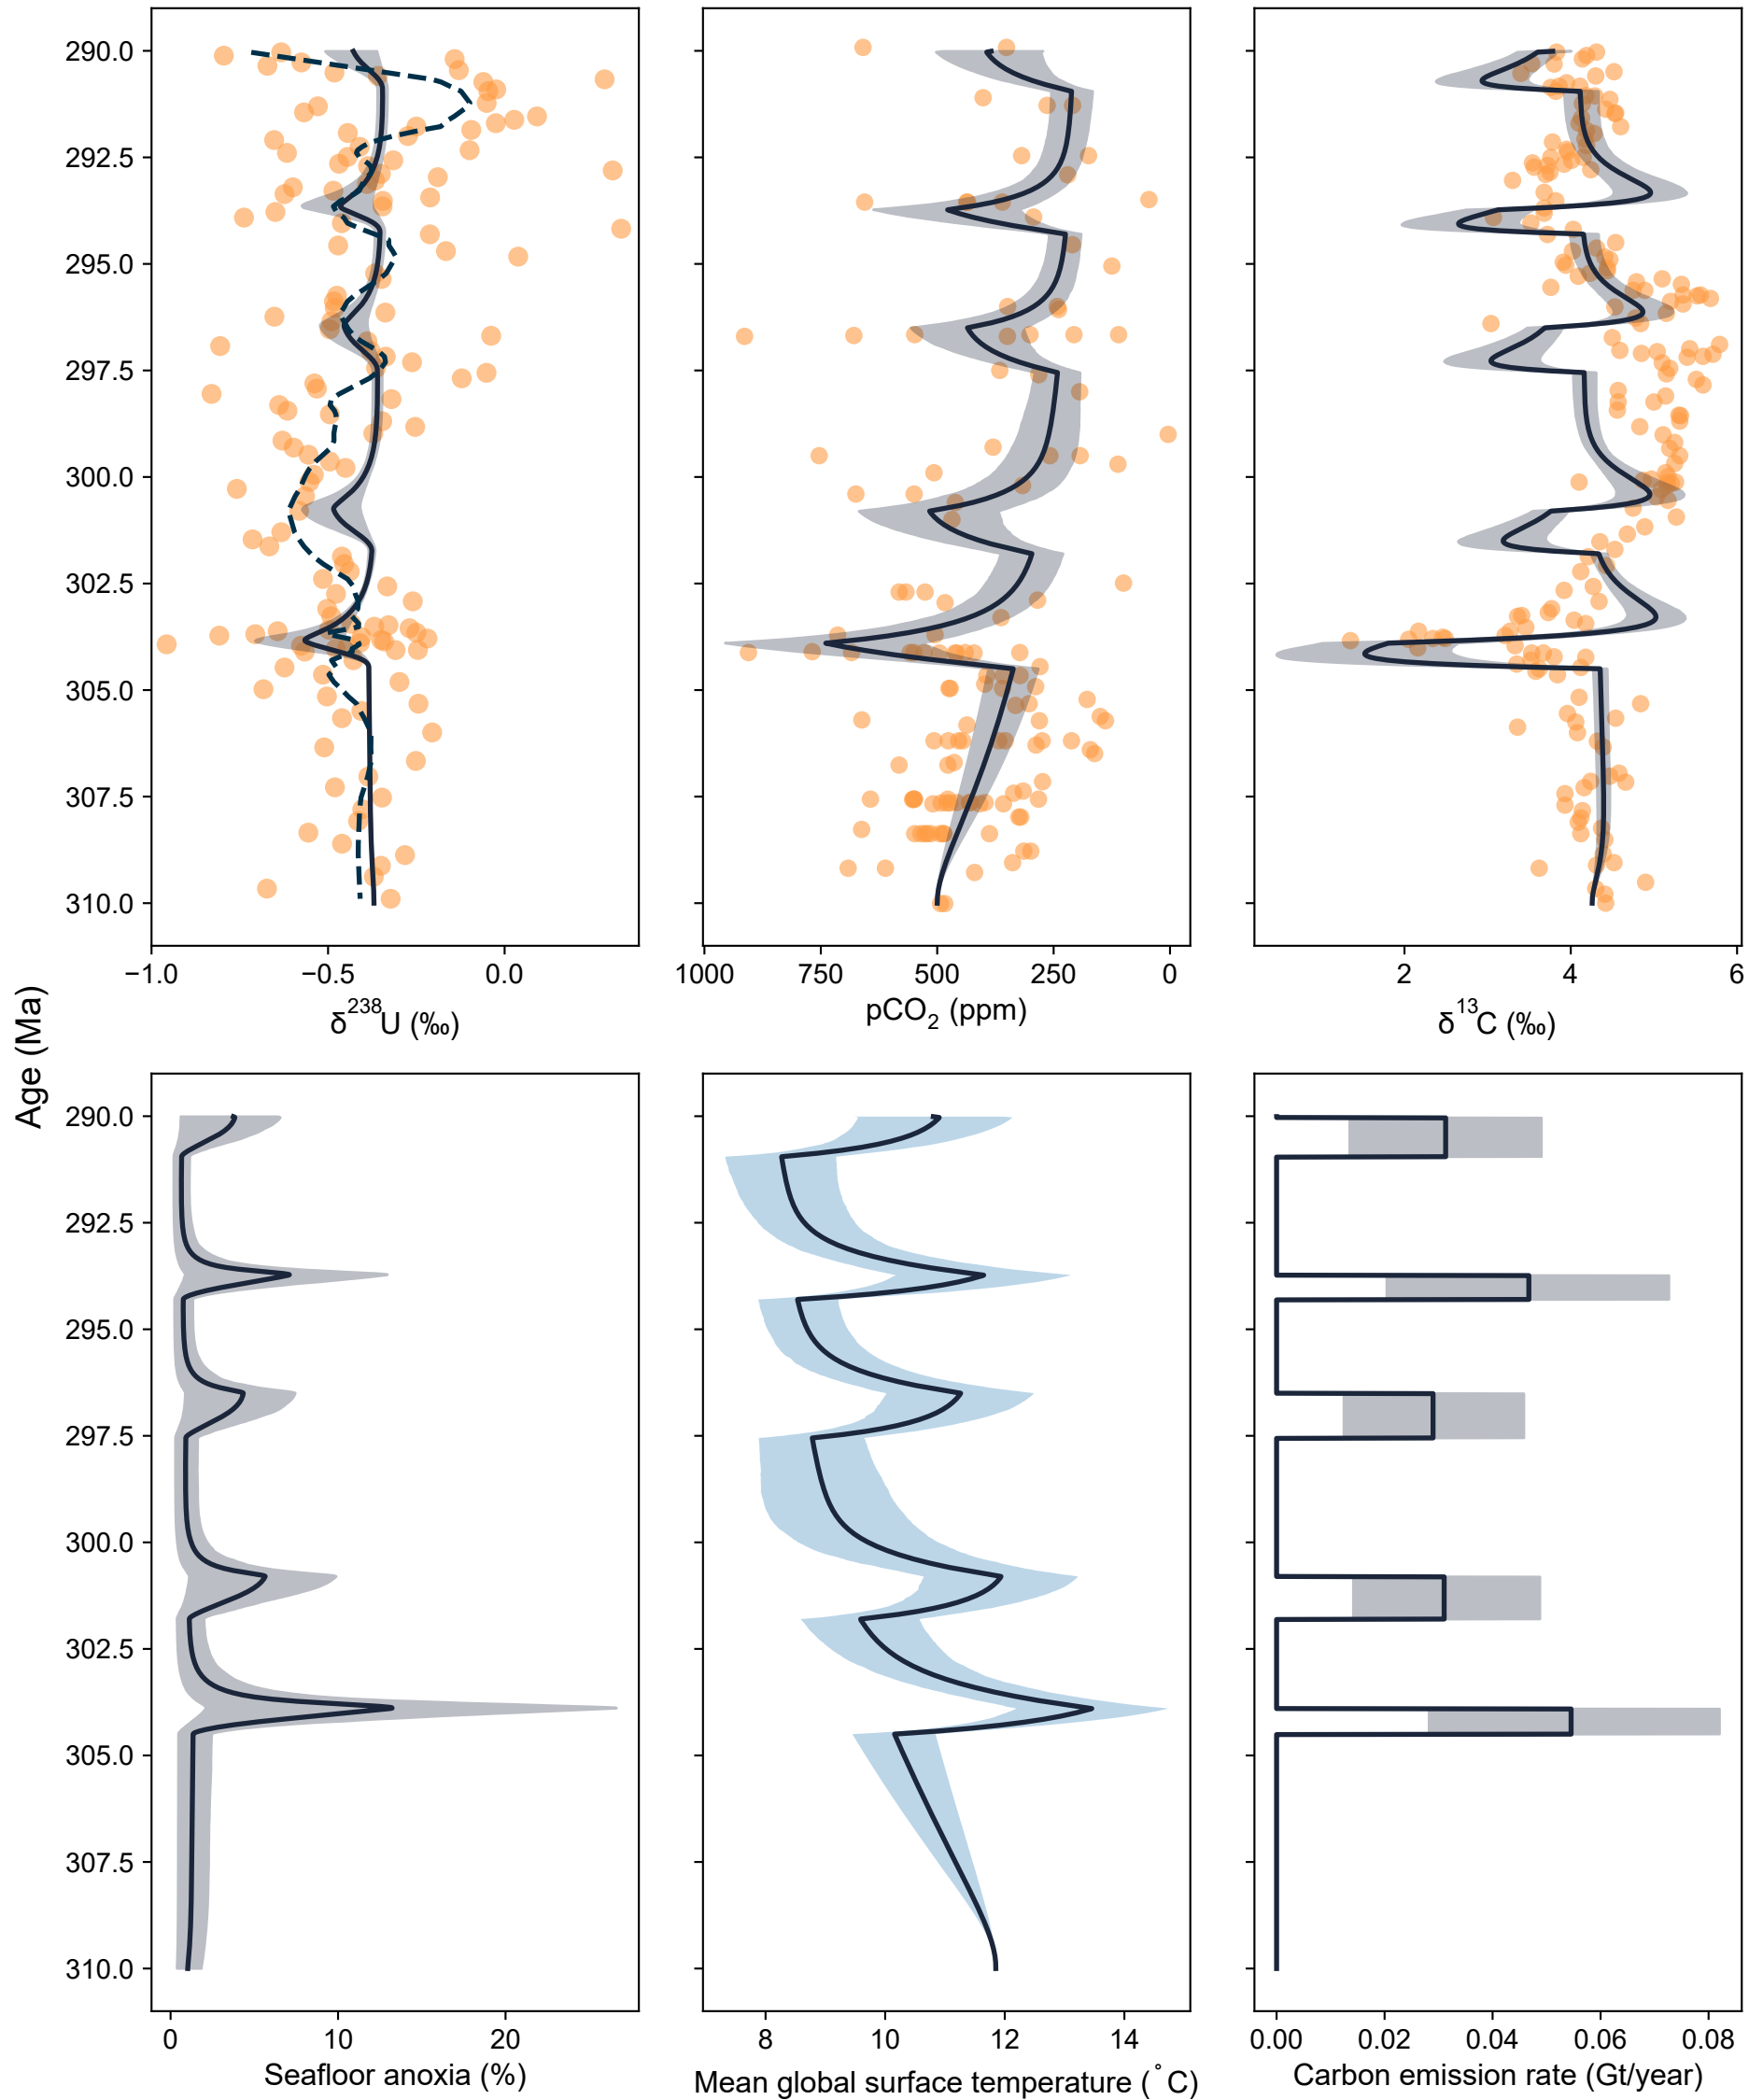 290.0
292.5
295.0
297.5
300.0
302.5
305.0
307.5
310.0
−1.0 −0.5 0.0
δ²³⁸U (‰)
1000 750 500 250 0
pCO₂ (ppm)
2 4 6
δ¹³C (‰)
Age (Ma)
290.0
292.5
295.0
297.5
300.0
302.5
305.0
307.5
310.0
0 10 20
Seafloor anoxia (%)
8 10 12 14
Mean global surface temperature (°C)
0.00 0.02 0.04 0.06 0.08
Carbon emission rate (Gt/year)